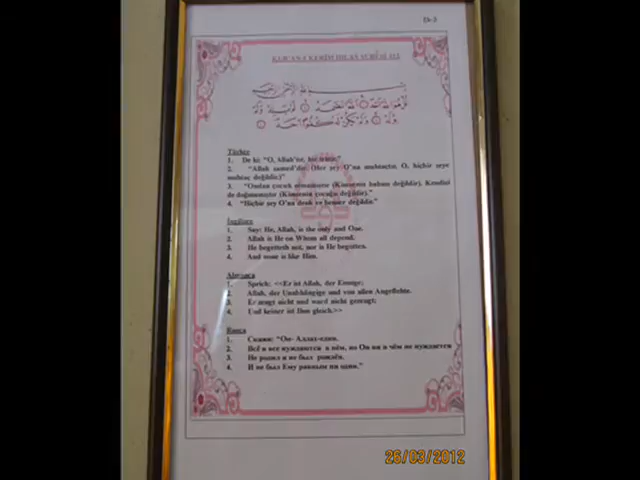 D-5
KUR'AN-I KERİM İHLAS SURESİ
Türkçe
1. De ki: "O, Allah'tır, bir tektir."
2. "Allah samed'dir. (Her şey O'na muhtaçtır. O, hiçbir şeye
muhtaç değildir.)"
3. "Ondan çocuk olmamıştır (Kimsenin babası değildir). Kendisi
de doğmamıştır (Kimsenin çocuğu değildir)."
4. "Hiçbir şey O'na denk ve benzer değildir."
İngilizce
1. Say: He, Allah, is the only and One.
2. Allah is He on Whom all depend.
3. He begetteth not, nor is He begotten.
4. And none is like Him.
Almanca
1. Sprich: <<Er ist Allah, der Einzige;
2. Allah, der Unabhängige und von allen Angeflehte.
3. Er zeugt nicht und ward nicht gezeugt;
4. Und keiner ist Ihm gleich.>>
Rusca
1. Скажи: "Он- Аллах-один.
2. Всё и все нуждаются в нём, но Он ни в чём не нуждается
3. Не родил и не был рождён.
4. И не был Ему равным ни один."
26/03/2012